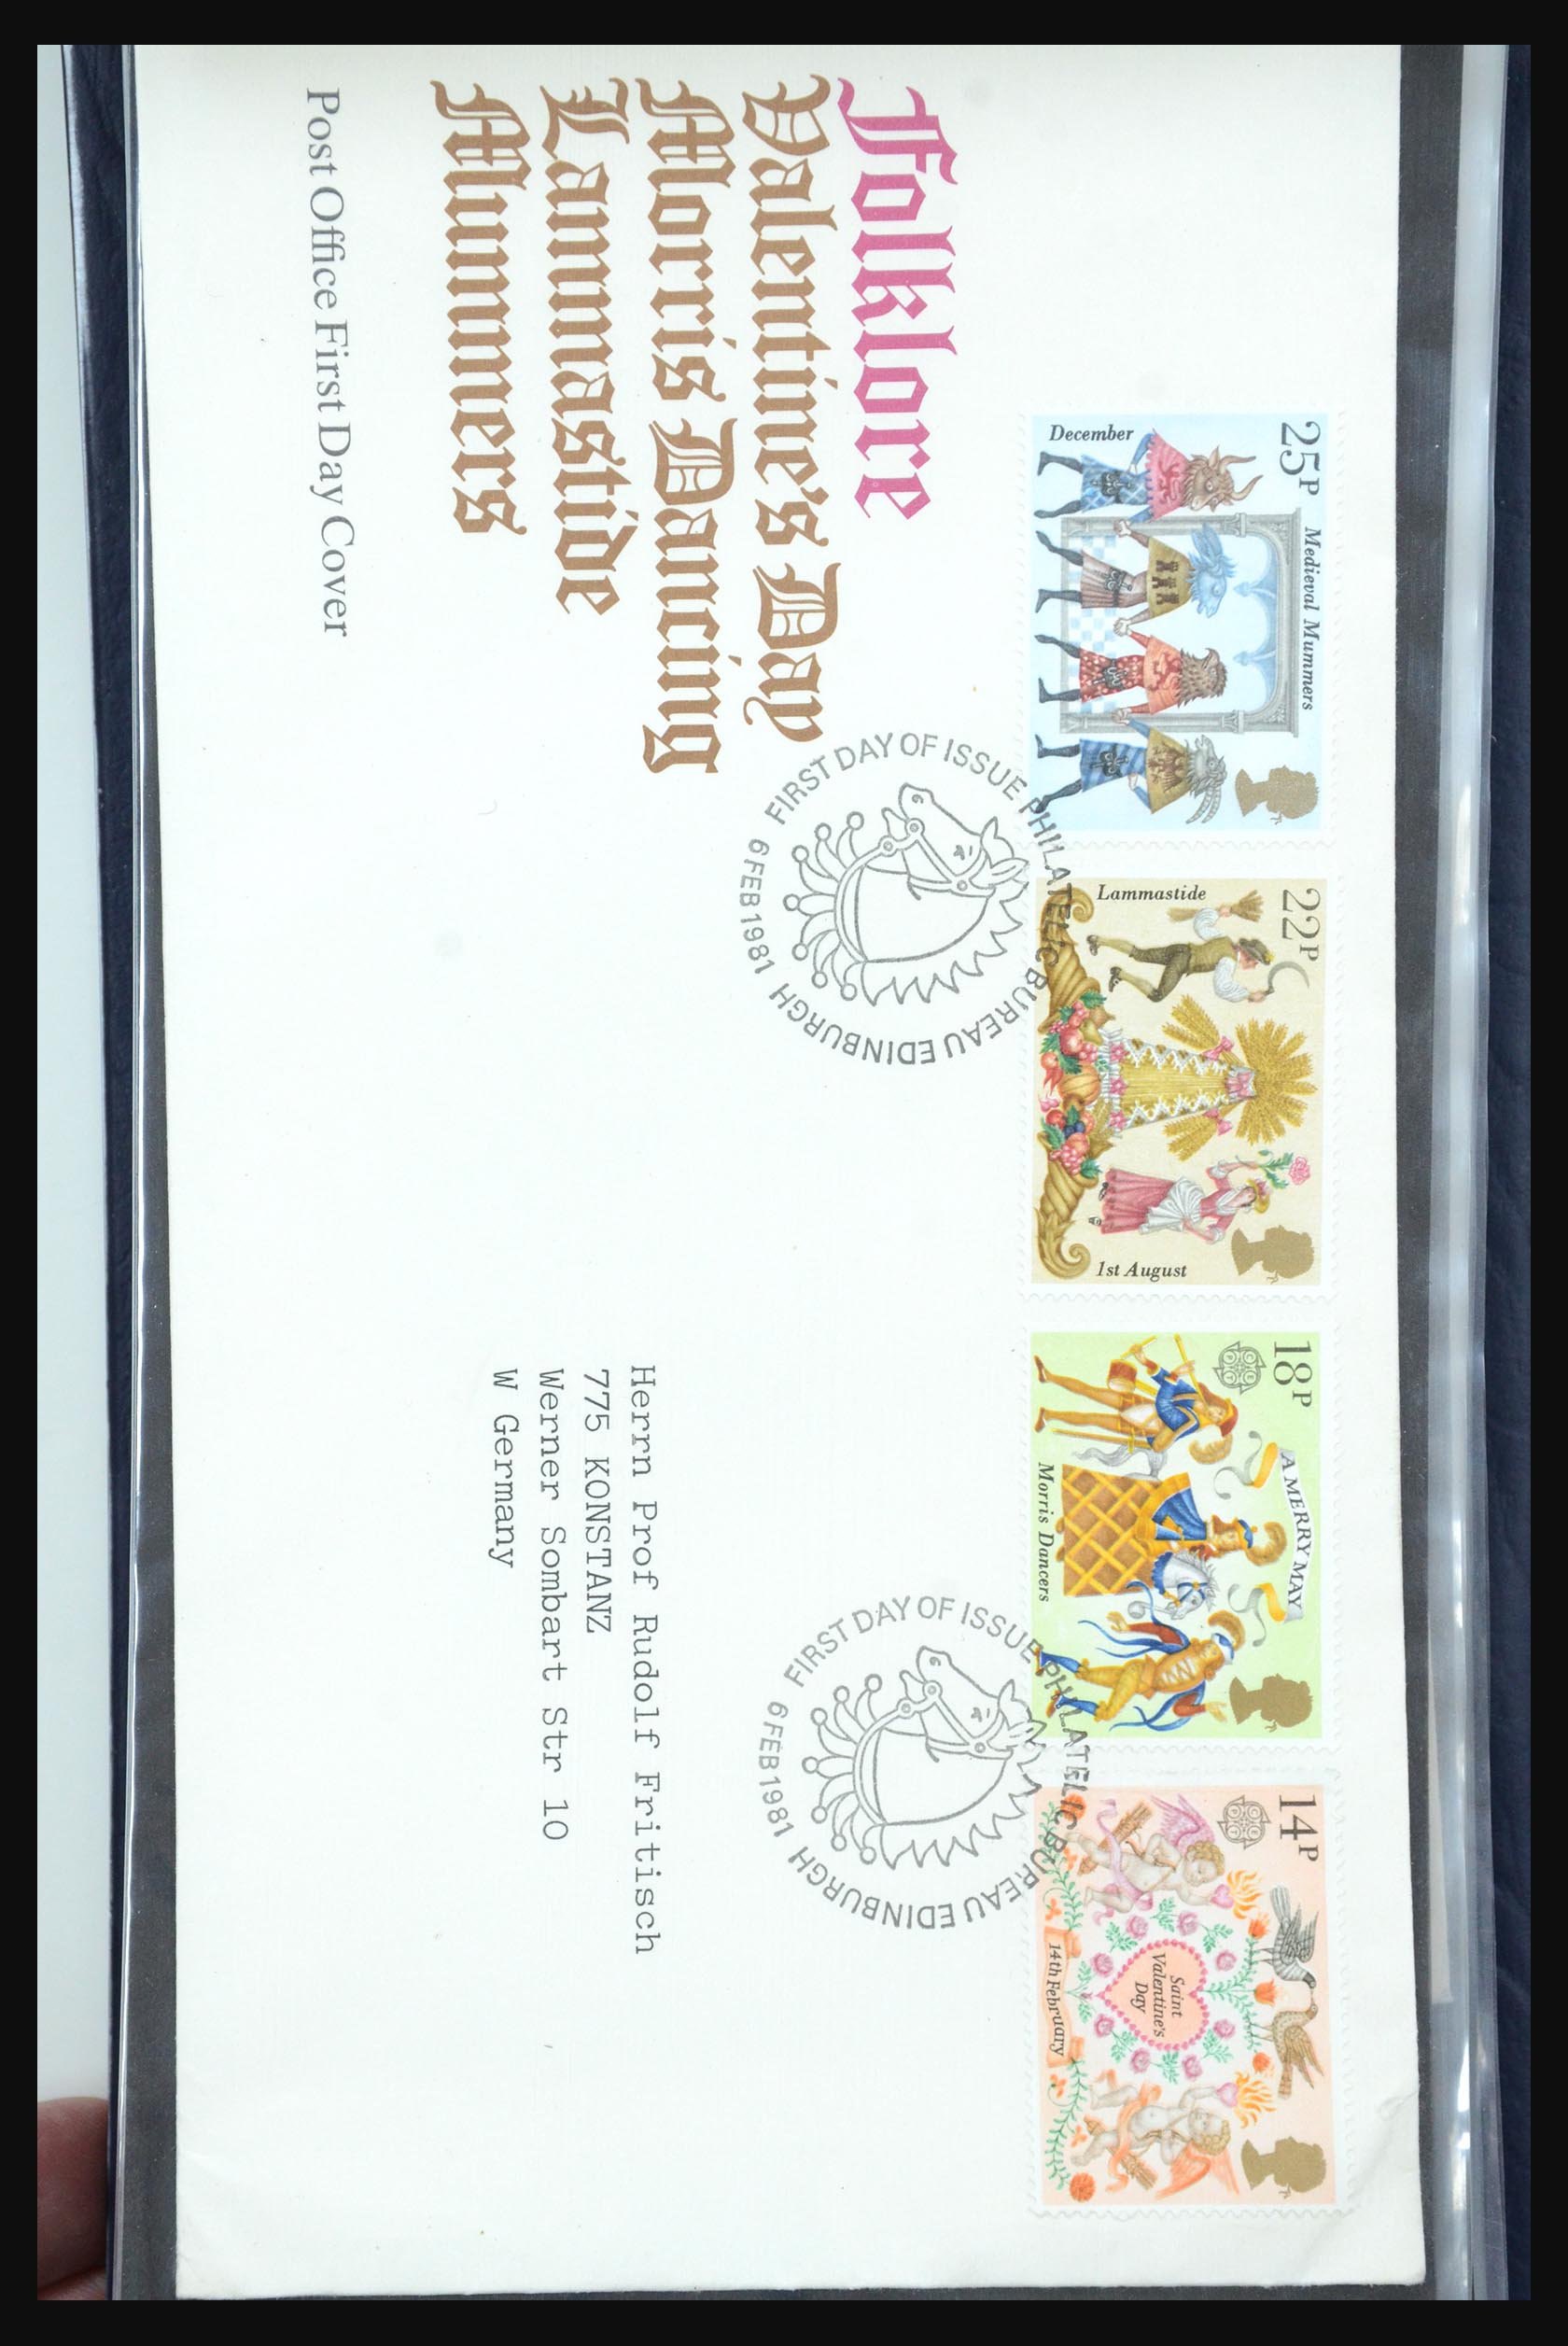 25P
Medieval Mummers
December
22P
Lammastide
1st August
18P
A MERRY MAY
Morris Dancers
14P
Saint
Valentine's
Day
14th February
Folklore
Valentine's Day
Morris Dancing
Lammastide
Mummers
Post Office First Day Cover
FIRST DAY OF ISSUE PHILATELIC BUREAU EDINBURGH
6 FEB 1981
FIRST DAY OF ISSUE PHILATELIC BUREAU EDINBURGH
6 FEB 1981
Herrn Prof Rudolf Fritisch
775 KONSTANZ
Werner Sombart Str 10
W Germany